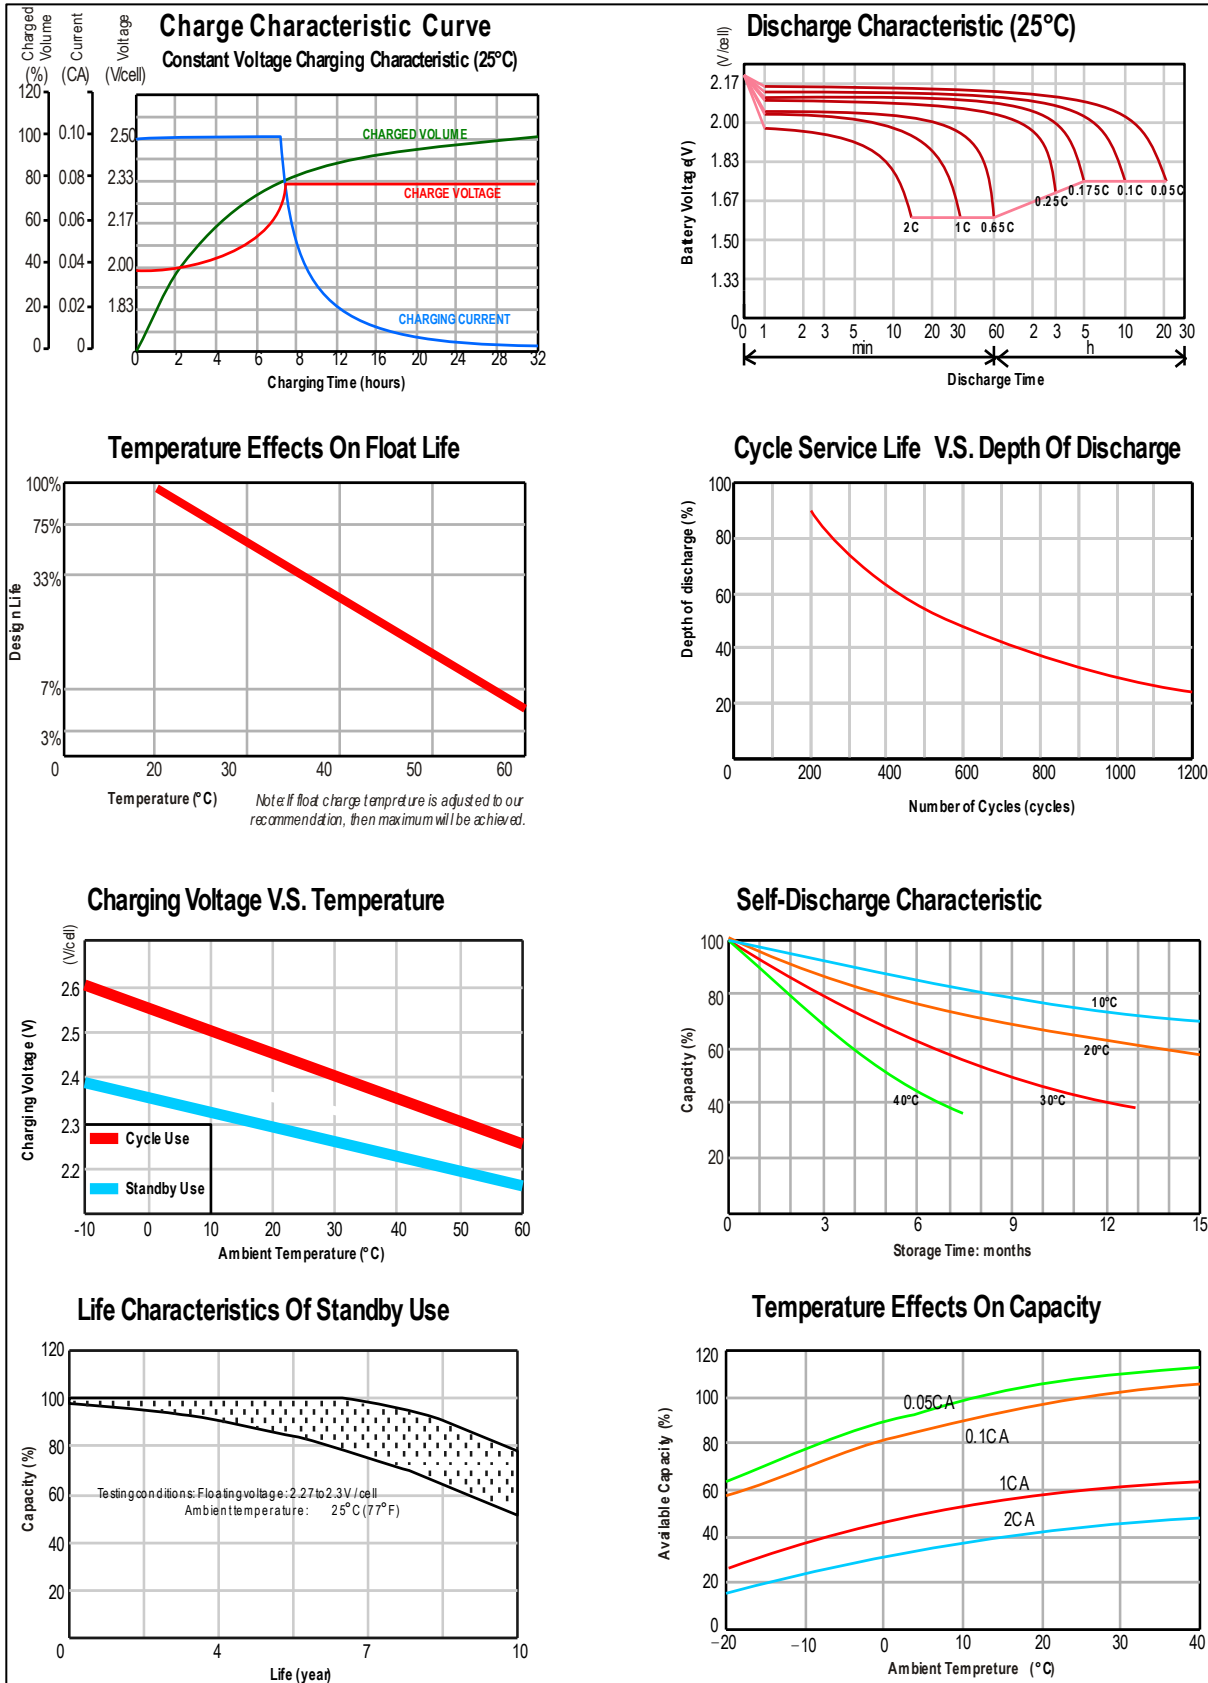 Charge Characteristic Curve
Constant Voltage Charging Characteristic (25°C)
Charged Volume (%)
Current (CA)
Voltage (V/cell)
120
100
80
60
40
20
0
0.10
0.08
0.06
0.04
0.02
0
2.50
2.33
2.17
2.00
1.83
CHARGED VOLUME
CHARGE VOLTAGE
CHARGING CURRENT
0 2 4 6 8 12 16 20 24 28 32
Charging Time (hours)
Discharge Characteristic (25°C)
(V/cell)
Battery Voltage(V)
2.17
2.00
1.83
1.67
1.50
1.33
0
2C 1C 0.65C 0.25C 0.175C 0.1C 0.05C
0 1 2 3 5 10 20 30 60 2 3 5 10 20 30
min h
Discharge Time
Temperature Effects On Float Life
Design Life
100%
75%
33%
7%
3%
0 20 30 40 50 60
Temperature (°C)
Note:If float charge tempreture is adjusted to our
recommendation, then maximum will be achieved.
Cycle Service Life V.S. Depth Of Discharge
Depth of discharge (%)
100
80
60
40
20
0 200 400 600 800 1000 1200
Number of Cycles (cycles)
Charging Voltage V.S. Temperature
(V/cell)
Charging Voltage (V)
2.6
2.5
2.4
2.3
2.2
Cycle Use
Standby Use
-10 0 10 20 30 40 50 60
Ambient Temperature (°C)
Self-Discharge Characteristic
Capacity (%)
100
80
60
40
20
10°C
20°C
30°C
40°C
0 3 6 9 12 15
Storage Time: months
Life Characteristics Of Standby Use
Capacity (%)
120
100
80
60
40
20
0 4 7 10
Testing conditions: Floating voltage: 2.27 to 2.3V /cell
Ambient temperature: 25°C (77°F)
Life (year)
Temperature Effects On Capacity
Available Capacity (%)
120
100
80
60
40
20
0
0.05CA
0.1CA
1CA
2CA
-20 -10 0 10 20 30 40
Ambient Tempreture (°C)